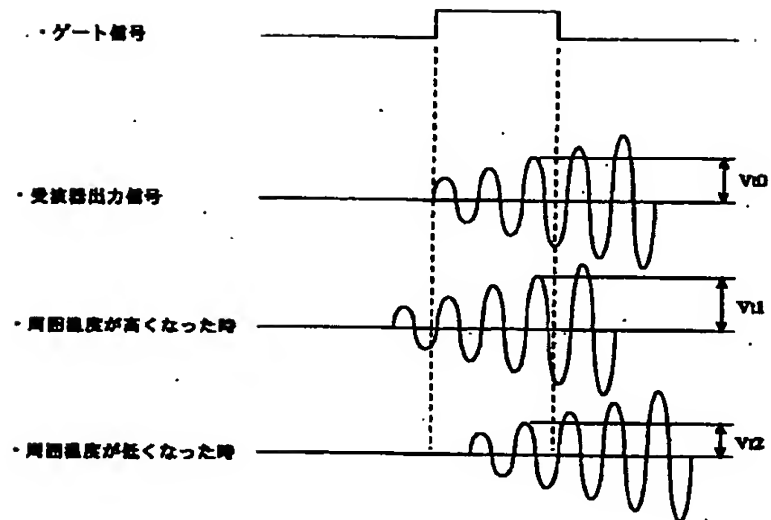 ・ゲート信号
・受波器出力信号
Vt0
・周囲温度が高くなった時
Vt1
・周囲温度が低くなった時
Vt2